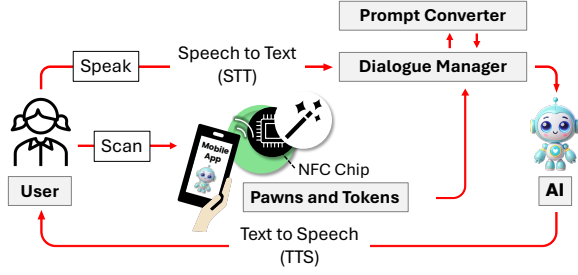 Prompt Converter
Speak
Speech to Text
(STT)
Dialogue Manager
Scan
Mobile
App
NFC Chip
User
Pawns and Tokens
AI
Text to Speech
(TTS)